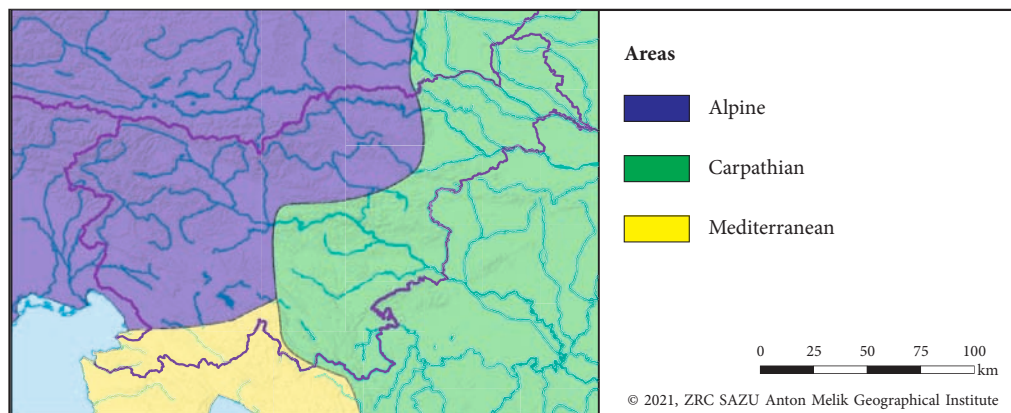 Areas
Alpine
Carpathian
Mediterranean
0 25 50 75 100
km
© 2021, ZRC SAZU Anton Melik Geographical Institute